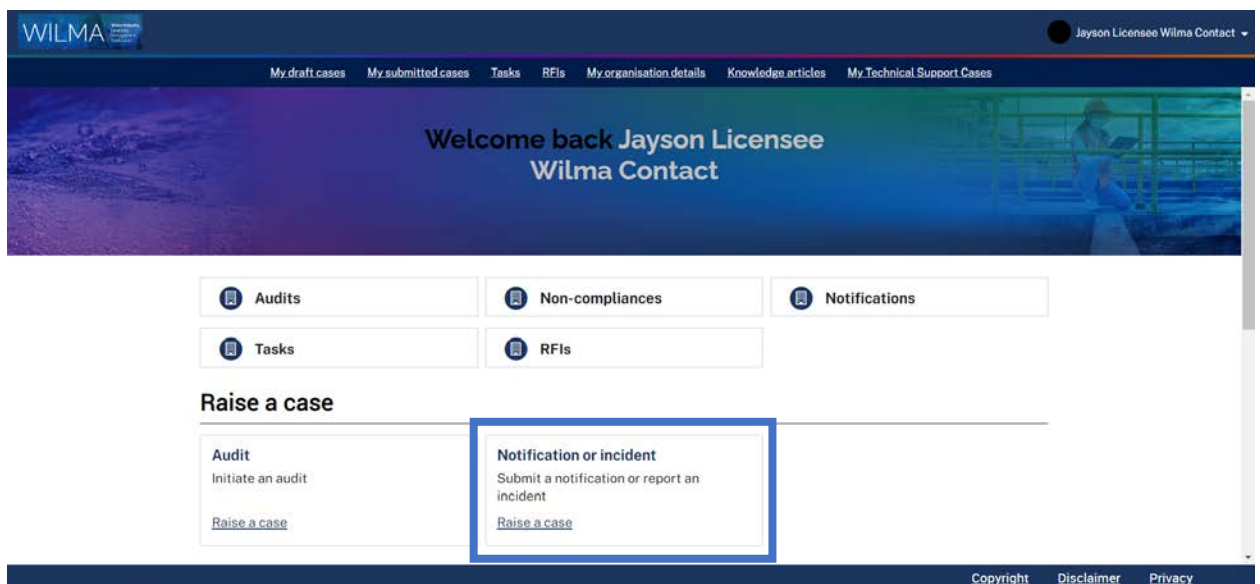 WILMA
Jayson Licensee Wilma Contact
My draft cases My submitted cases Tasks RFIs My organisation details Knowledge articles My Technical Support Cases
Welcome back Jayson Licensee
Wilma Contact
Audits Non-compliances Notifications
Tasks RFIs
Raise a case
Audit
Initiate an audit
Raise a case
Notification or incident
Submit a notification or report an
incident
Raise a case
Copyright Disclaimer Privacy